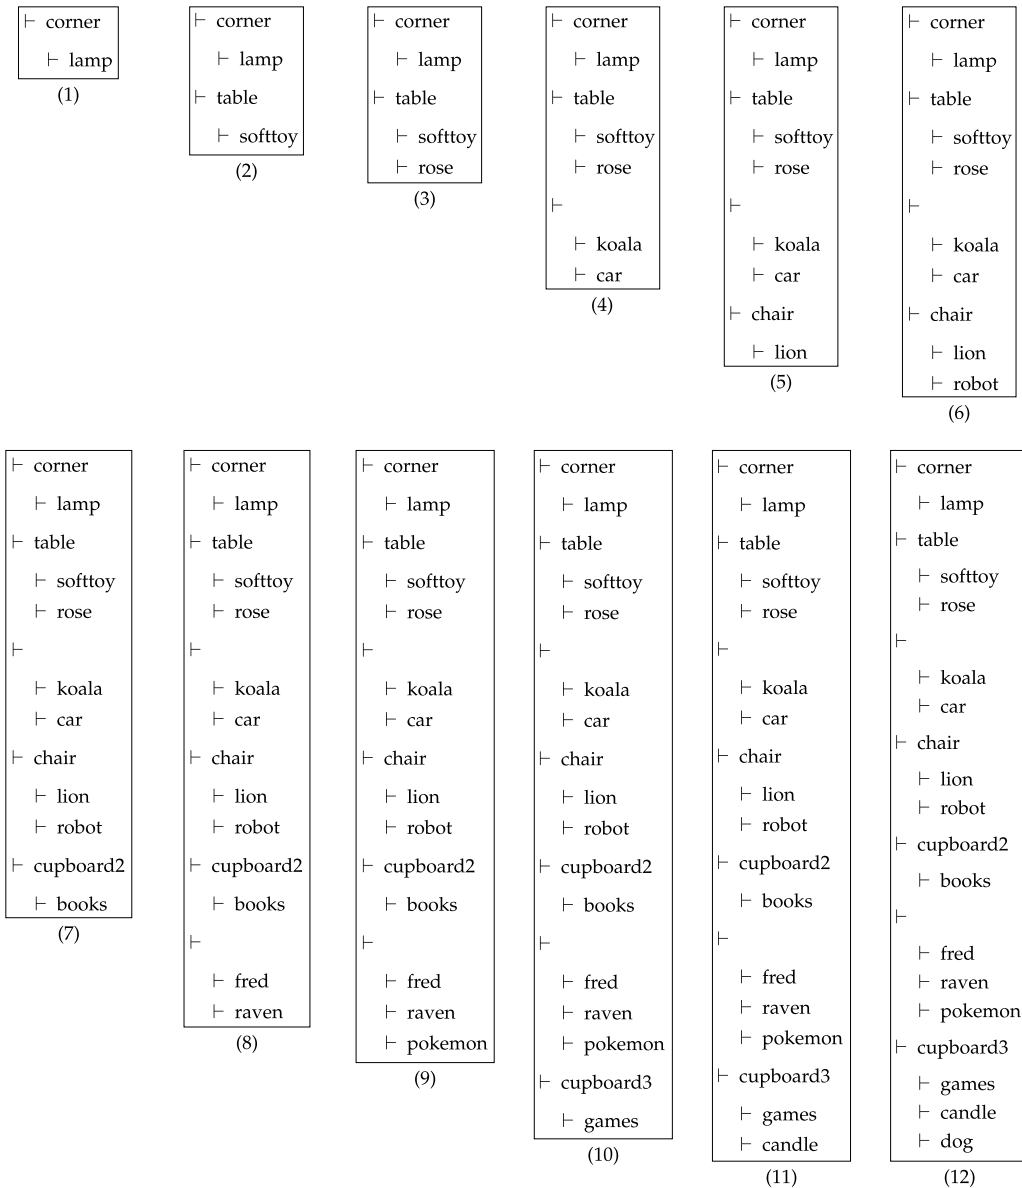 ⊢ corner
⊢ lamp
(1)
⊢ corner
⊢ lamp
⊢ table
⊢ softtoy
(2)
⊢ corner
⊢ lamp
⊢ table
⊢ softtoy
⊢ rose
(3)
⊢ corner
⊢ lamp
⊢ table
⊢ softtoy
⊢ rose
⊢
⊢ koala
⊢ car
(4)
⊢ corner
⊢ lamp
⊢ table
⊢ softtoy
⊢ rose
⊢
⊢ koala
⊢ car
⊢ chair
⊢ lion
(5)
⊢ corner
⊢ lamp
⊢ table
⊢ softtoy
⊢ rose
⊢
⊢ koala
⊢ car
⊢ chair
⊢ lion
⊢ robot
(6)
⊢ corner
⊢ lamp
⊢ table
⊢ softtoy
⊢ rose
⊢
⊢ koala
⊢ car
⊢ chair
⊢ lion
⊢ robot
⊢ cupboard2
⊢ books
(7)
⊢ corner
⊢ lamp
⊢ table
⊢ softtoy
⊢ rose
⊢
⊢ koala
⊢ car
⊢ chair
⊢ lion
⊢ robot
⊢ cupboard2
⊢ books
⊢
⊢ fred
⊢ raven
(8)
⊢ corner
⊢ lamp
⊢ table
⊢ softtoy
⊢ rose
⊢
⊢ koala
⊢ car
⊢ chair
⊢ lion
⊢ robot
⊢ cupboard2
⊢ books
⊢
⊢ fred
⊢ raven
⊢ pokemon
(9)
⊢ corner
⊢ lamp
⊢ table
⊢ softtoy
⊢ rose
⊢
⊢ koala
⊢ car
⊢ chair
⊢ lion
⊢ robot
⊢ cupboard2
⊢ books
⊢
⊢ fred
⊢ raven
⊢ pokemon
⊢ cupboard3
⊢ games
(10)
⊢ corner
⊢ lamp
⊢ table
⊢ softtoy
⊢ rose
⊢
⊢ koala
⊢ car
⊢ chair
⊢ lion
⊢ robot
⊢ cupboard2
⊢ books
⊢
⊢ fred
⊢ raven
⊢ pokemon
⊢ cupboard3
⊢ games
⊢ candle
(11)
⊢ corner
⊢ lamp
⊢ table
⊢ softtoy
⊢ rose
⊢
⊢ koala
⊢ car
⊢ chair
⊢ lion
⊢ robot
⊢ cupboard2
⊢ books
⊢
⊢ fred
⊢ raven
⊢ pokemon
⊢ cupboard3
⊢ games
⊢ candle
⊢ dog
(12)